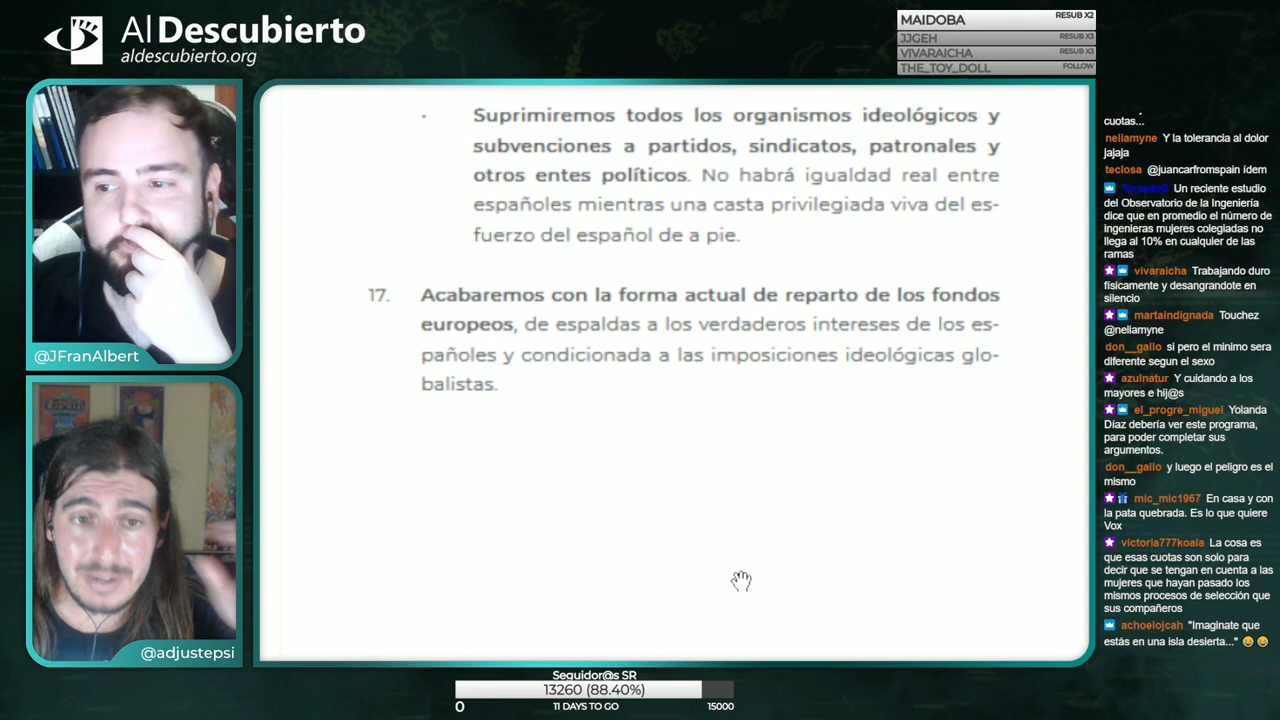 Al Descubierto
aldescubierto.org
MAIDOBA RESUB X2
JJGEH RESUB X3
VIVARAICHA RESUB X3
THE_TOY_DOLL FOLLOW
@JFranAlbert
@adjustepsi
· Suprimiremos todos los organismos ideológicos y
subvenciones a partidos, sindicatos, patronales y
otros entes políticos. No habrá igualdad real entre
españoles mientras una casta privilegiada viva del es-
fuerzo del español de a pie.
17. Acabaremos con la forma actual de reparto de los fondos
europeos, de espaldas a los verdaderos intereses de los es-
pañoles y condicionada a las imposiciones ideológicas glo-
balistas.
cuotas...
neliamyne Y la tolerancia al dolor
jajaja
teclosa @juancarfromspain ídem
Un reciente estudio
del Observatorio de la Ingeniería
dice que en promedio el número de
ingenieras mujeres colegiadas no
llega al 10% en cualquier de las
ramas
vivaraicha Trabajando duro
físicamente y desangrandote en
silencio
martaindignada Touchez
@neliamyne
don__gallo si pero el minimo sera
diferente segun el sexo
azulnatur Y cuidando a los
mayores e hij@s
el_progre_miguel Yolanda
Díaz debería ver este programa,
para poder completar sus
argumentos.
don__gallo y luego el peligro es el
mismo
mic_mic1967 En casa y con
la pata quebrada. Es lo que quiere
Vox
victoria777koala La cosa es
que esas cuotas son solo para
decir que se tengan en cuenta a las
mujeres que hayan pasado los
mismos procesos de selección que
sus compañeros
achoelojcah "Imaginate que
estás en una isla desierta..." 😄😄
Seguidor@s SR
13260 (88.40%)
0 11 DAYS TO GO 15000